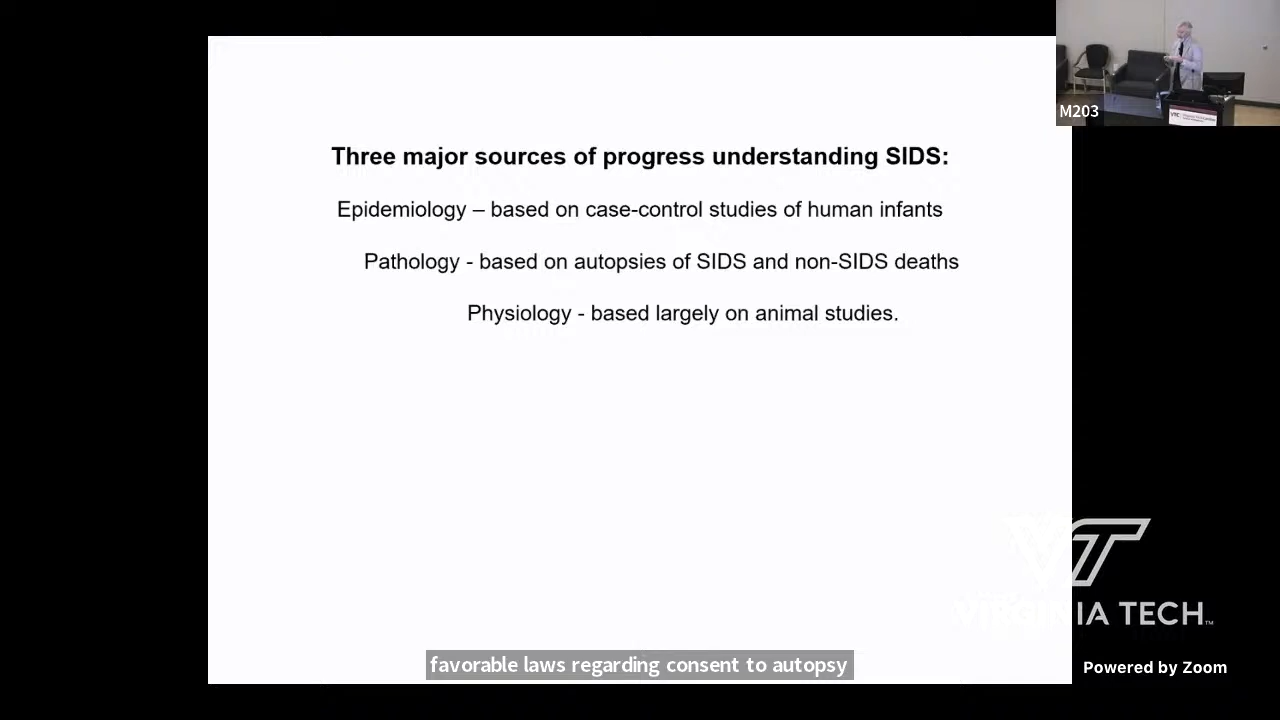 M203
Three major sources of progress understanding SIDS:
Epidemiology – based on case-control studies of human infants
Pathology - based on autopsies of SIDS and non-SIDS deaths
Physiology - based largely on animal studies.
VT
VIRGINIA TECH™
favorable laws regarding consent to autopsy
Powered by Zoom